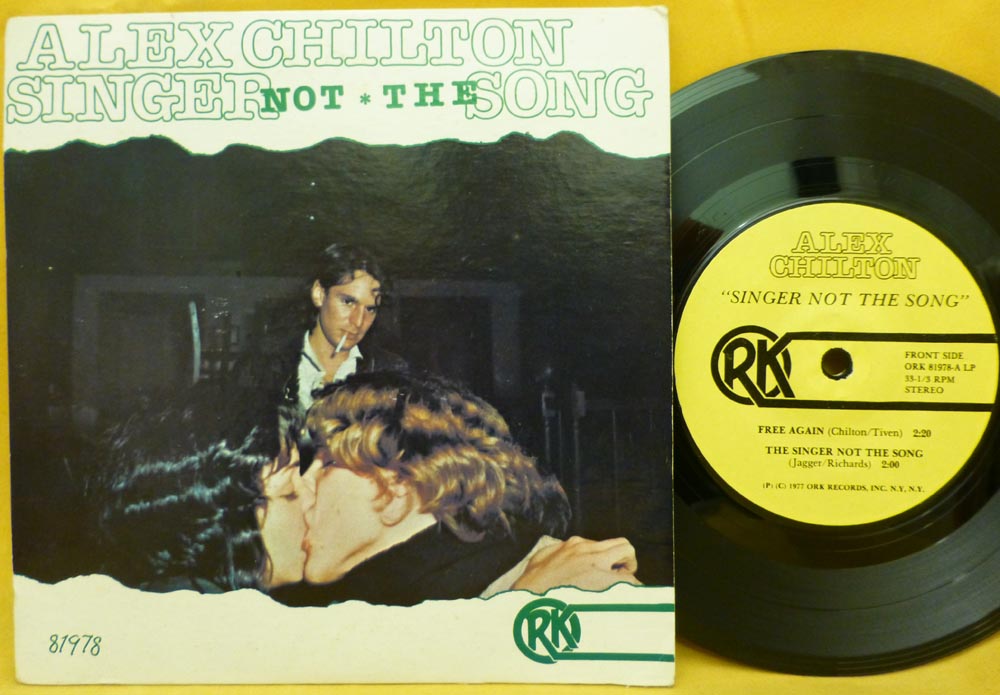 ALEX CHILTON
SINGER NOT * THE SONG
81978
ORK
ALEX
CHILTON
"SINGER NOT THE SONG"
ORK
FRONT SIDE
ORK 81978-A LP
33-1/3 RPM
STEREO
FREE AGAIN (Chilton/Tiven) 2:20
THE SINGER NOT THE SONG
(Jagger/Richards) 2:00
(P) (C) 1977 ORK RECORDS, INC. N.Y, N.Y.